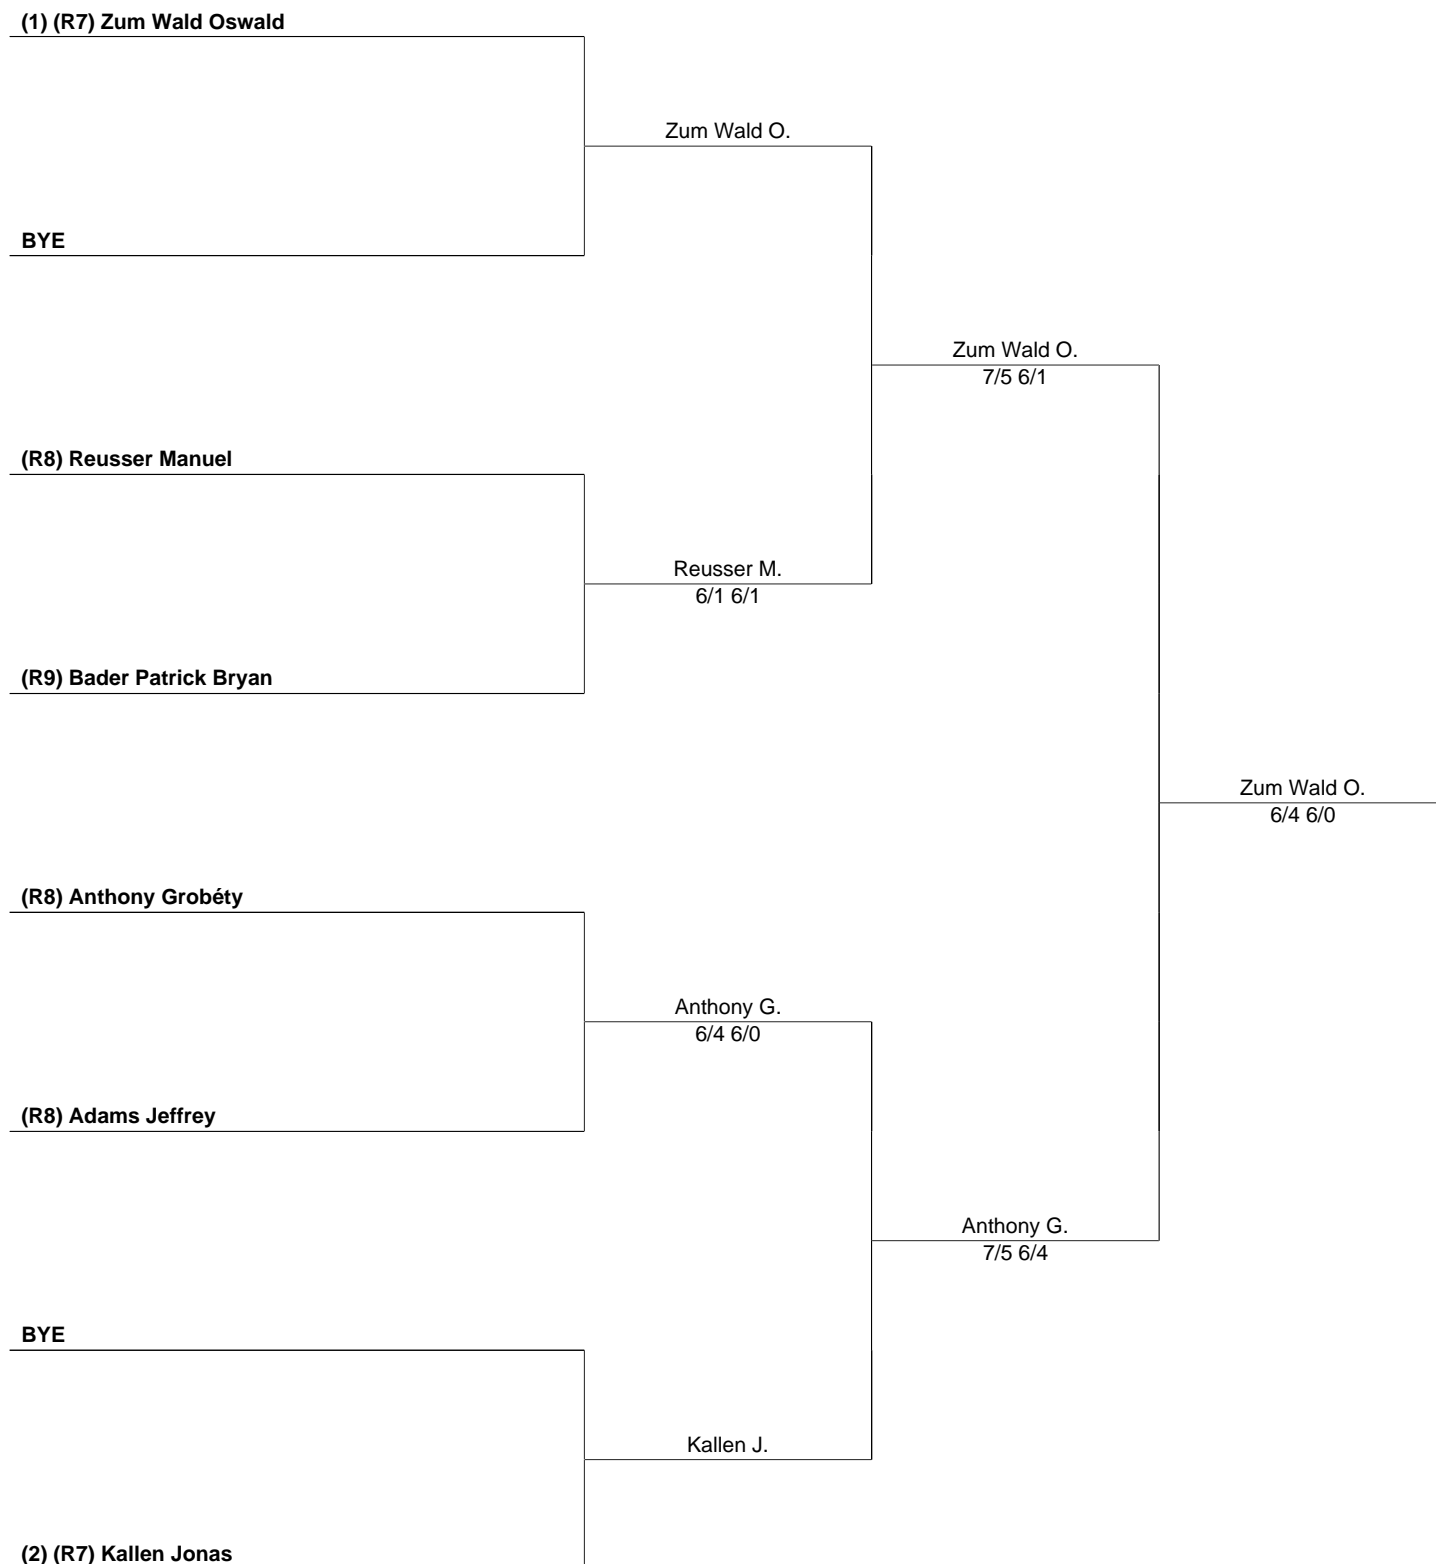 (1) (R7) Zum Wald Oswald
Zum Wald O.
BYE
Zum Wald O.
7/5 6/1
(R8) Reusser Manuel
Reusser M.
6/1 6/1
(R9) Bader Patrick Bryan
Zum Wald O.
6/4 6/0
(R8) Anthony Grobéty
Anthony G.
6/4 6/0
(R8) Adams Jeffrey
Anthony G.
7/5 6/4
BYE
Kallen J.
(2) (R7) Kallen Jonas